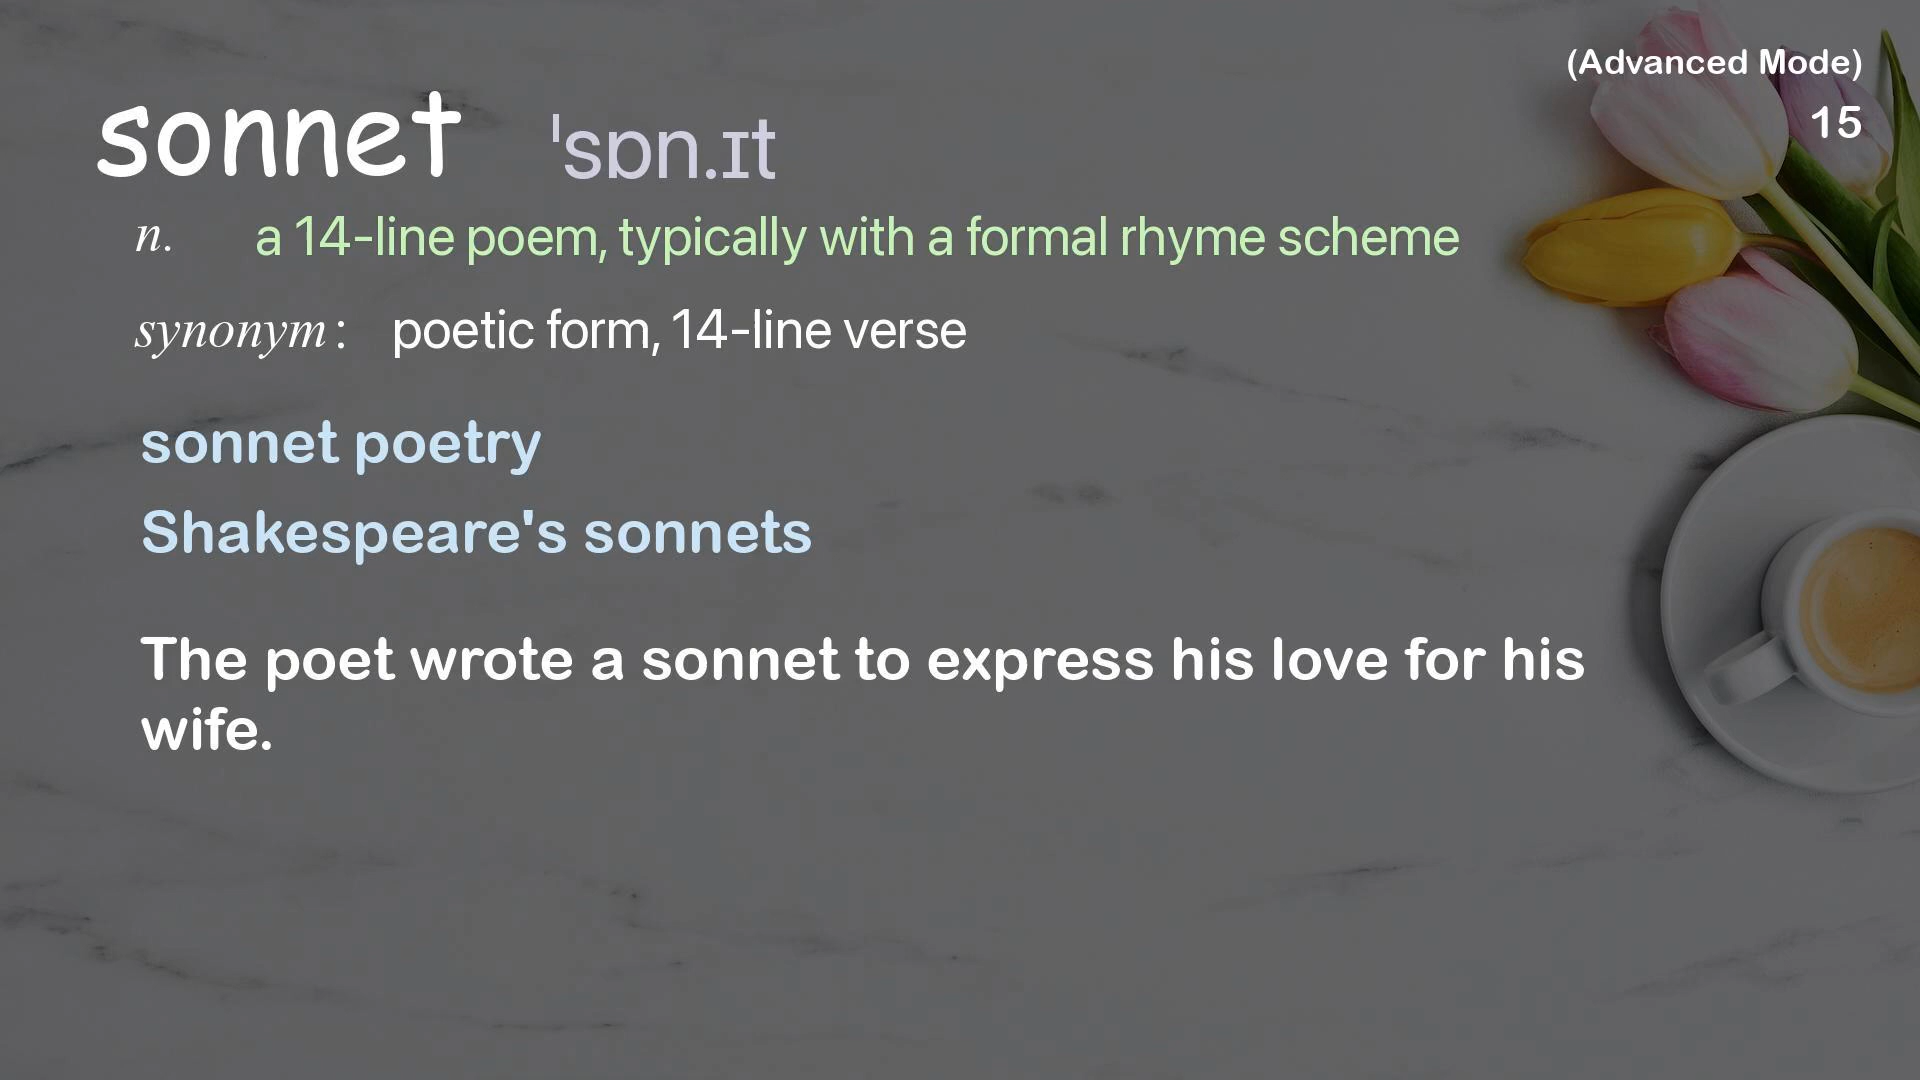 (Advanced Mode)
15
sonnet ˈsɒn.ɪt
n. a 14-line poem, typically with a formal rhyme scheme
synonym: poetic form, 14-line verse
sonnet poetry
Shakespeare's sonnets
The poet wrote a sonnet to express his love for his
wife.